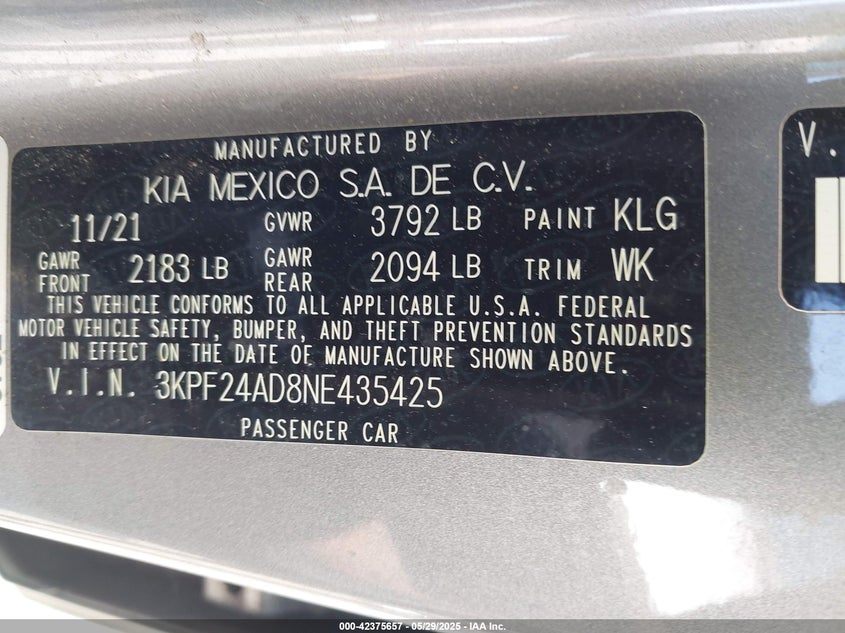 MANUFACTURED BY
KIA MEXICO S.A. DE C.V.
11/21 GVWR 3792 LB PAINT KLG
GAWR FRONT 2183 LB GAWR REAR 2094 LB TRIM WK
THIS VEHICLE CONFORMS TO ALL APPLICABLE U.S.A. FEDERAL
MOTOR VEHICLE SAFETY, BUMPER, AND THEFT PREVENTION STANDARDS
IN EFFECT ON THE DATE OF MANUFACTURE SHOWN ABOVE.
V.I.N. 3KPF24AD8NE435425
PASSENGER CAR
V.
000-42375657 - 05/29/2025 - IAA Inc.